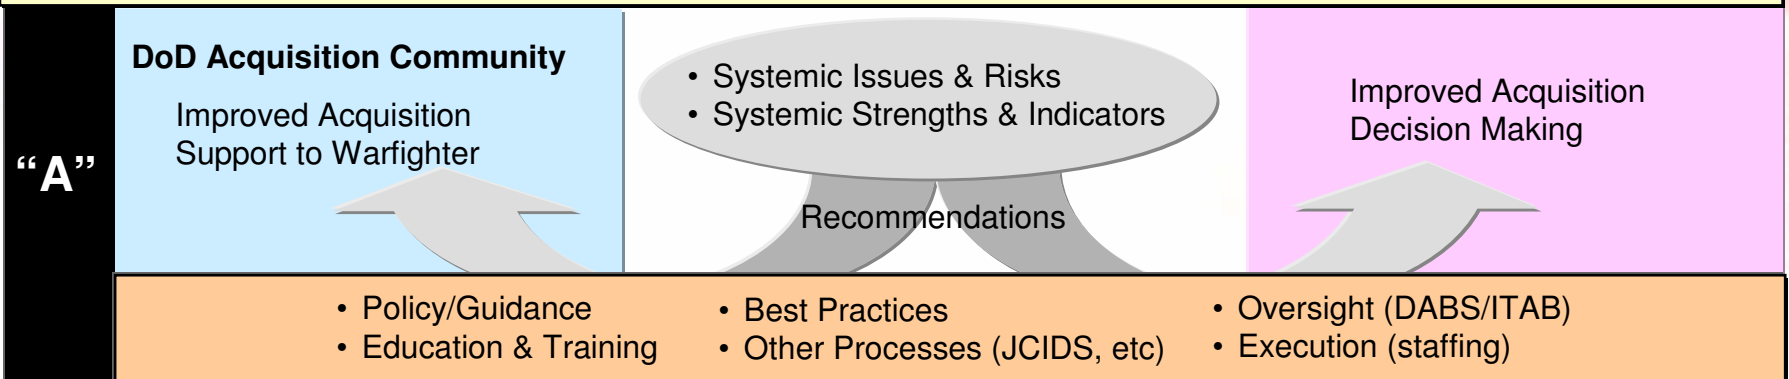 “A”
DoD Acquisition Community
Improved Acquisition
Support to Warfighter
• Systemic Issues & Risks
• Systemic Strengths & Indicators
Recommendations
Improved Acquisition
Decision Making
• Policy/Guidance
• Education & Training
• Best Practices
• Other Processes (JCIDS, etc)
• Oversight (DABS/ITAB)
• Execution (staffing)